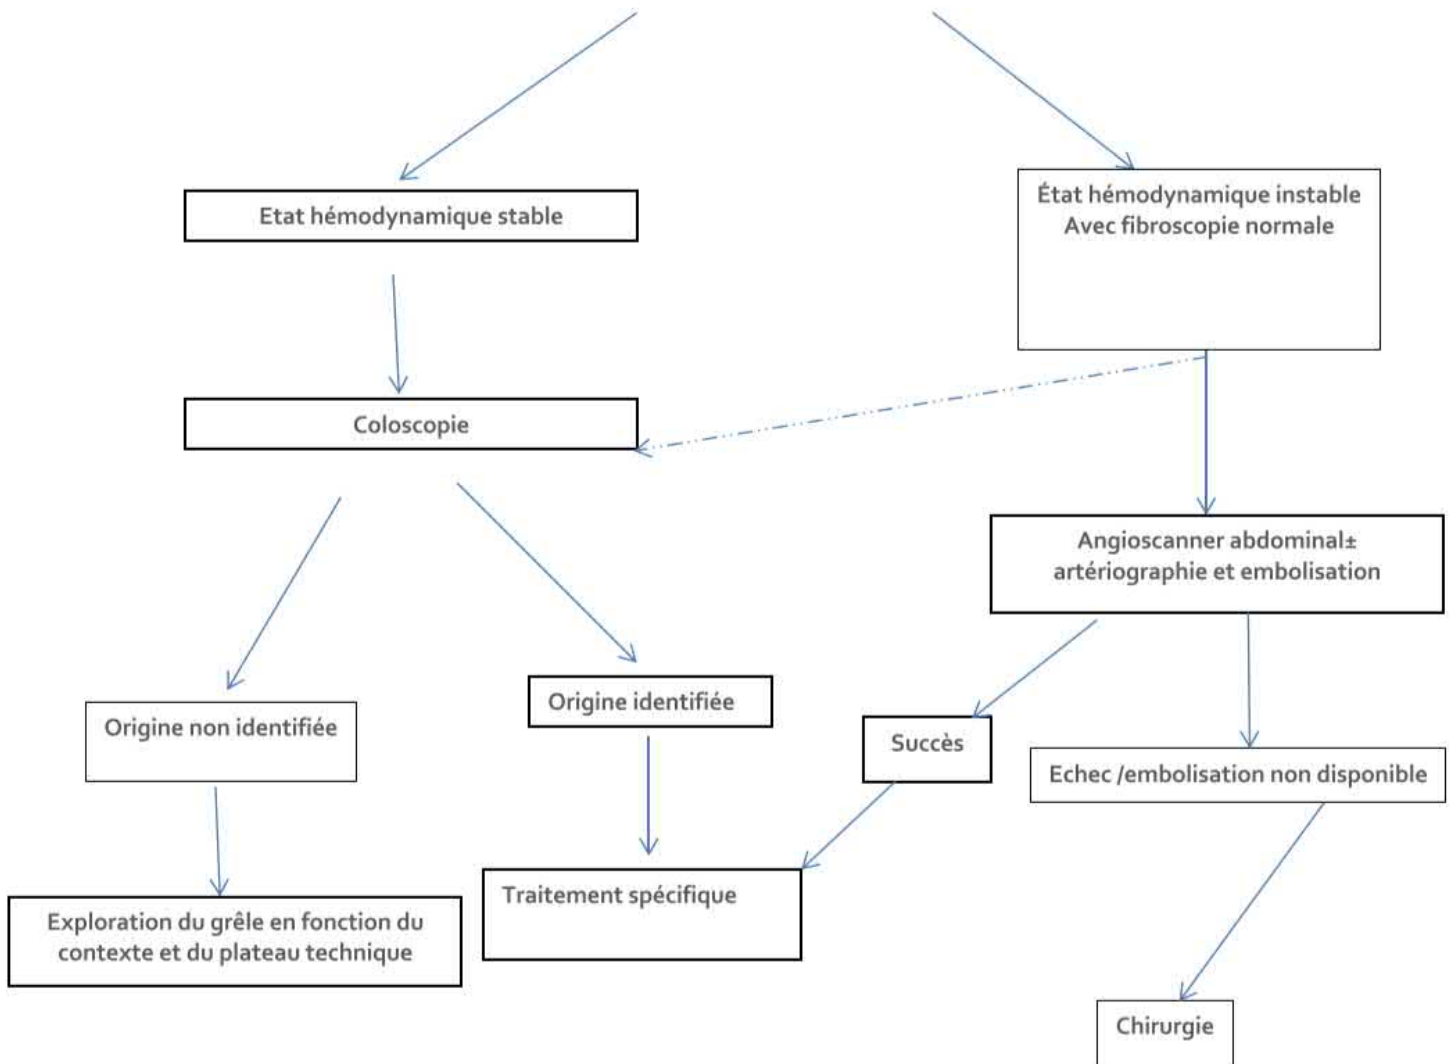 Etat hémodynamique stable
État hémodynamique instable
Avec fibroscopie normale
Coloscopie
Angioscanner abdominal±
artériographie et embolisation
Origine non identifiée
Origine identifiée
Succès
Echec /embolisation non disponible
Exploration du grêle en fonction du
contexte et du plateau technique
Traitement spécifique
Chirurgie